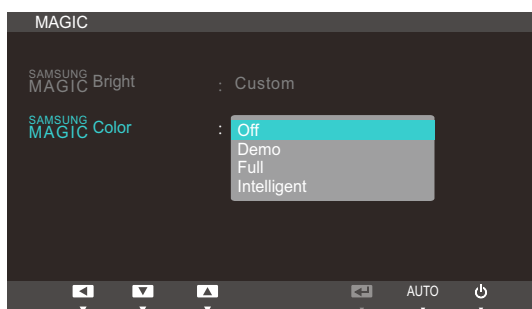 MAGIC
SAMSUNG
MAGIC Bright : Custom
SAMSUNG
MAGIC Color : Off
Demo
Full
Intelligent
AUTO